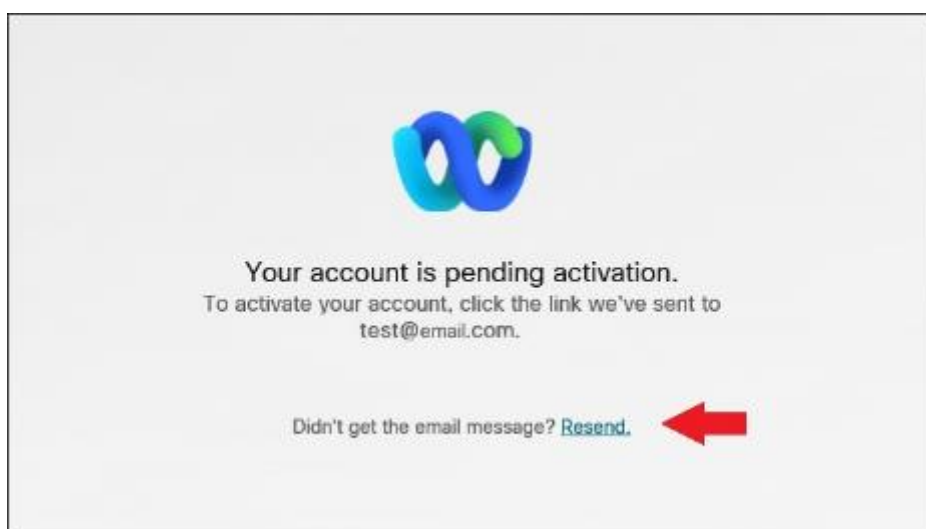 Your account is pending activation.
To activate your account, click the link we've sent to
test@email.com.
Didn't get the email message? Resend.